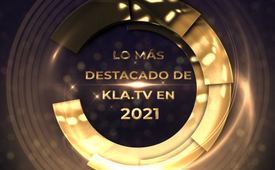 LO MÁS
DESTACADO DE
KLA.TV EN
2021